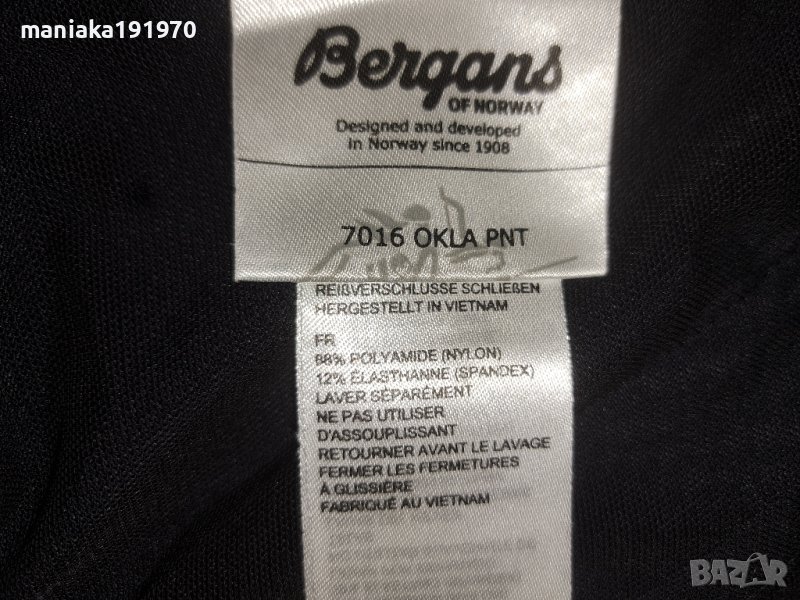 maniaka191970
Bergans
OF NORWAY
Designed and developed
in Norway since 1908
7016 OKLA PNT
REIßVERSCHLUSSE SCHLIEßEN
HERGESTELLT IN VIETNAM
FR
88% POLYAMIDE (NYLON)
12% ÉLASTHANNE (SPANDEX)
LAVER SÉPARÉMENT
NE PAS UTILISER
D'ASSOUPLISSANT
RETOURNER AVANT LE LAVAGE
FERMER LES FERMETURES
À GLISSIÈRE
FABRIQUÉ AU VIETNAM
BAZAR